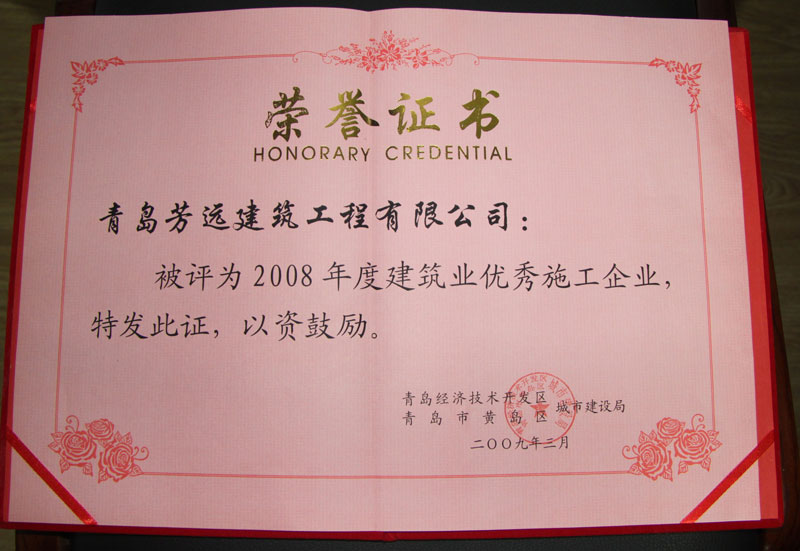 荣誉证书
HONORARY CREDENTIAL
青岛芳远建筑工程有限公司：
被评为2008年度建筑业优秀施工企业，
特发此证，以资鼓励。
青岛经济技术开发区
青岛市黄岛区 城市建设局
二〇〇九年三月